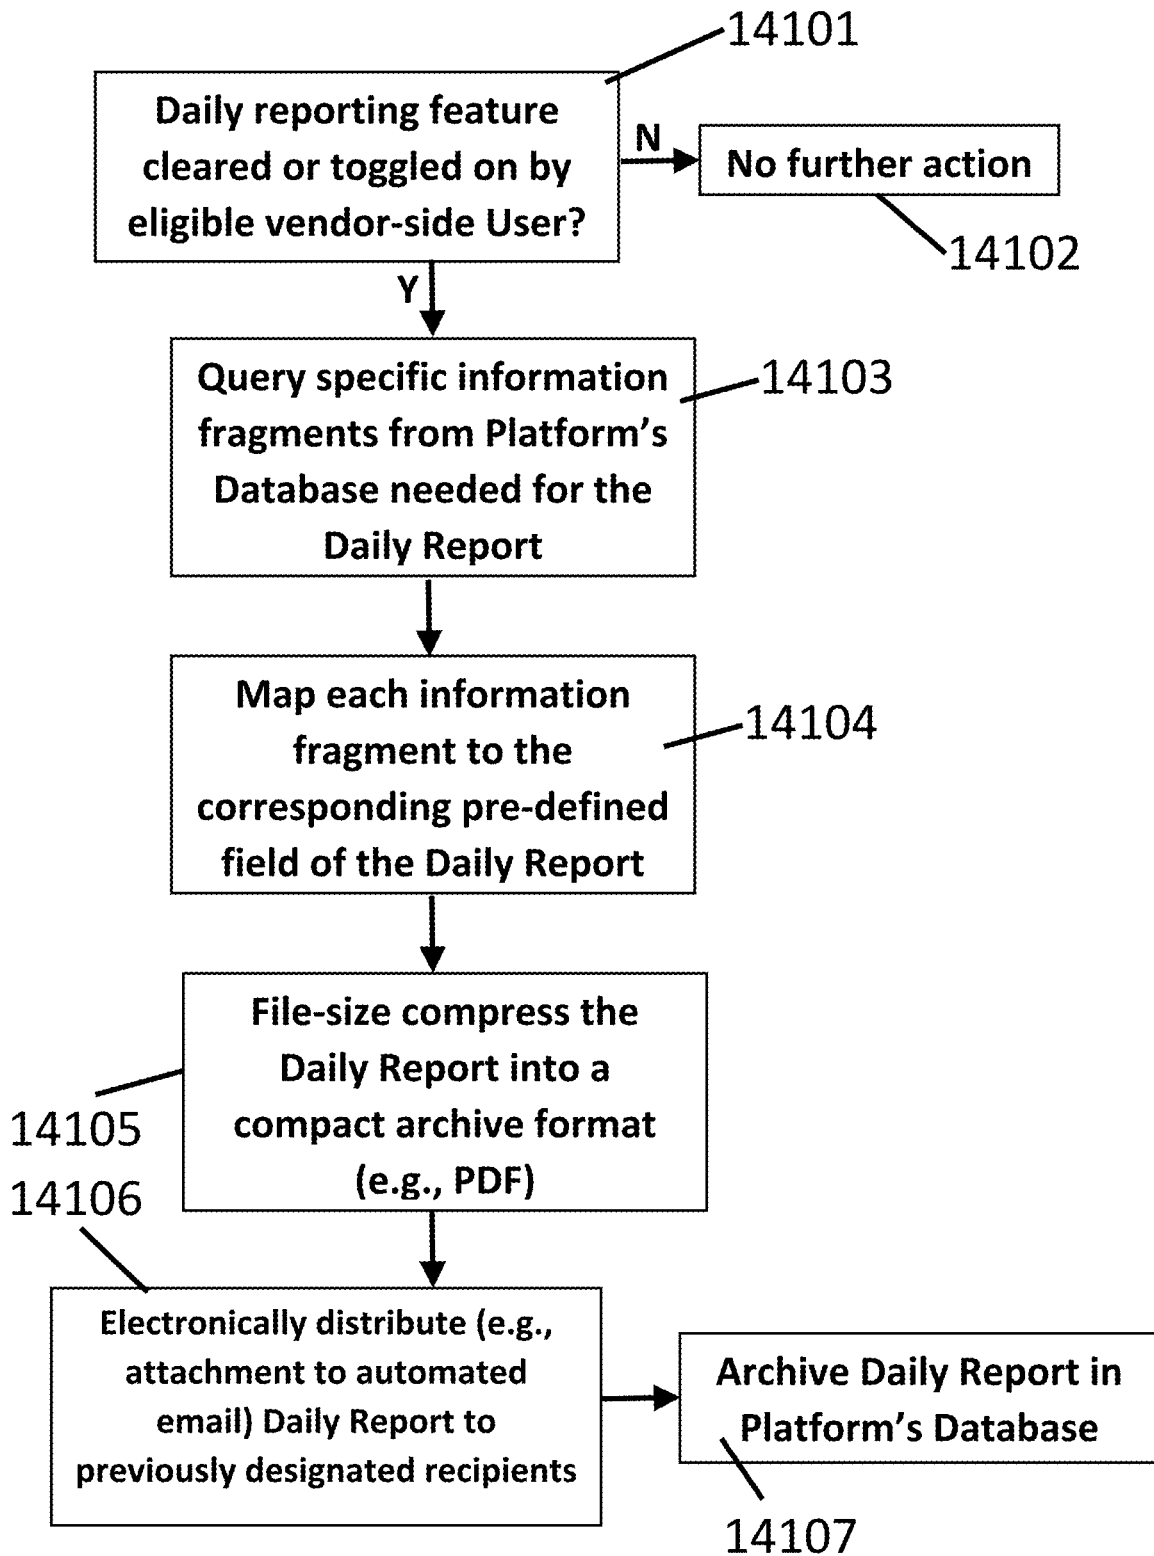 14101
Daily reporting feature
cleared or toggled on by
eligible vendor-side User?
N
No further action
14102
Y
Query specific information
fragments from Platform's
Database needed for the
Daily Report
14103
Map each information
fragment to the
corresponding pre-defined
field of the Daily Report
14104
File-size compress the
Daily Report into a
compact archive format
(e.g., PDF)
14105
14106
Electronically distribute (e.g.,
attachment to automated
email) Daily Report to
previously designated recipients
Archive Daily Report in
Platform's Database
14107